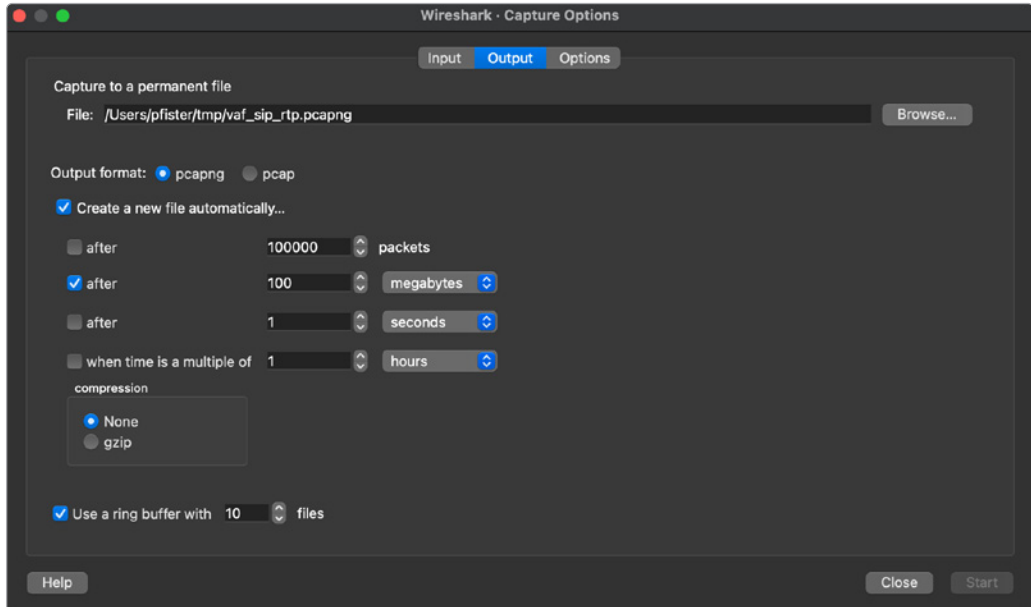 Wireshark · Capture Options
Input Output Options
Capture to a permanent file
File: /Users/pfister/tmp/vaf_sip_rtp.pcapng Browse...
Output format: pcapng pcap
Create a new file automatically...
after 100000 packets
after 100 megabytes
after 1 seconds
when time is a multiple of 1 hours
compression
None
gzip
Use a ring buffer with 10 files
Help Close Start